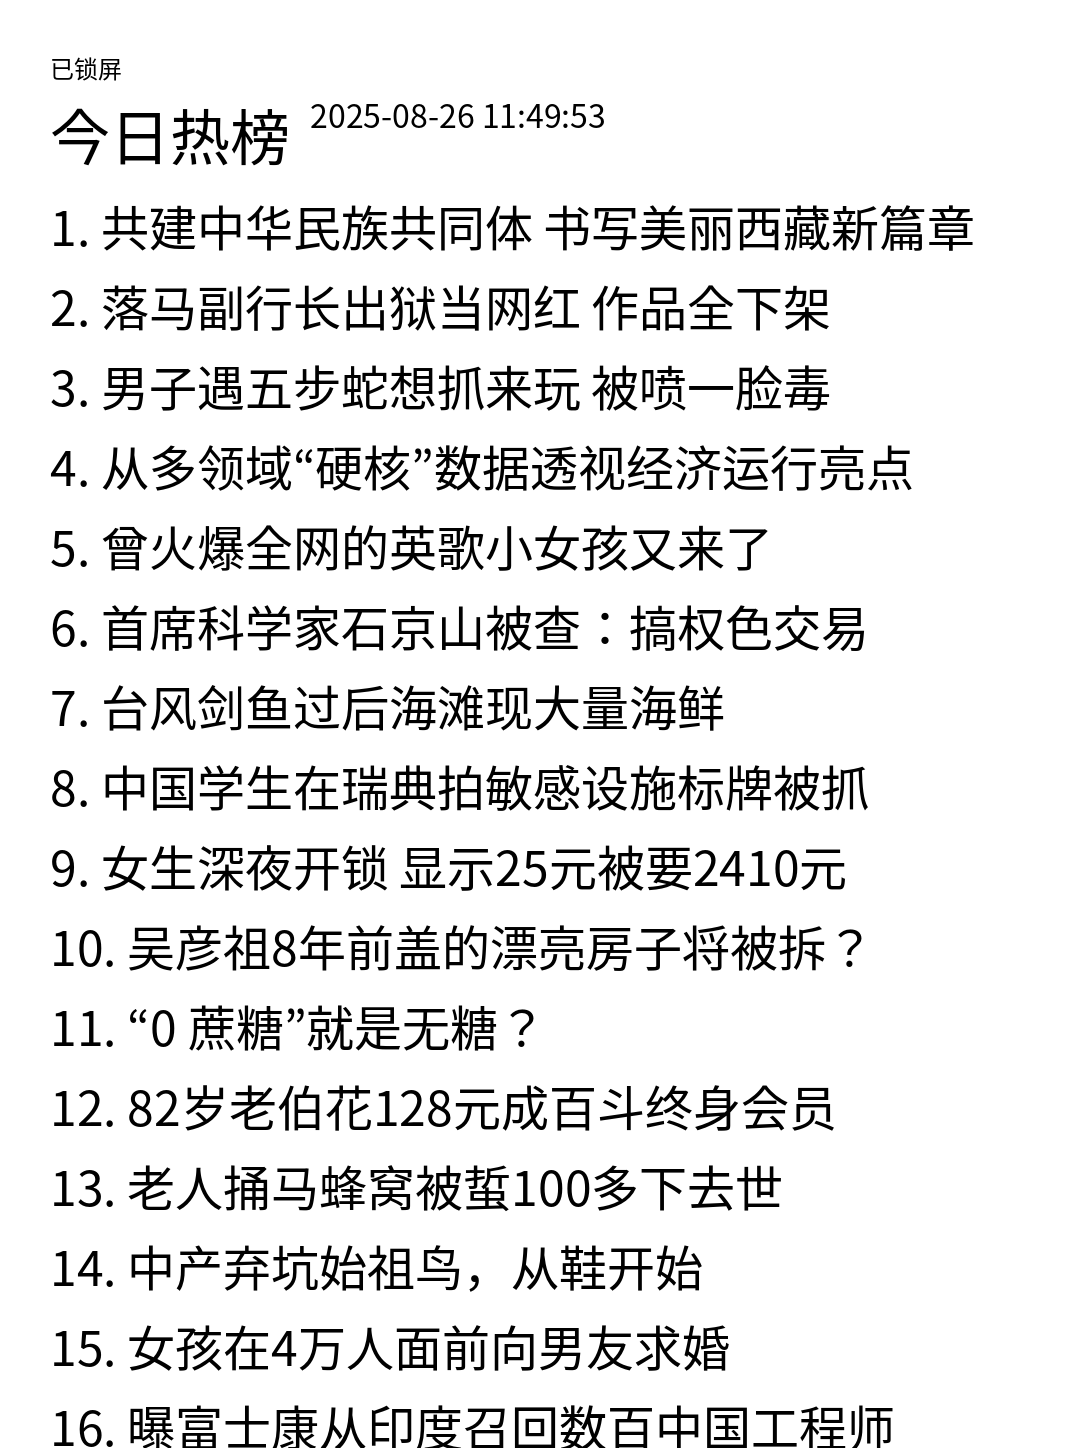 已锁屏
今日热榜 2025-08-26 11:49:53
1. 共建中华民族共同体 书写美丽西藏新篇章
2. 落马副行长出狱当网红 作品全下架
3. 男子遇五步蛇想抓来玩 被喷一脸毒
4. 从多领域“硬核”数据透视经济运行亮点
5. 曾火爆全网的英歌小女孩又来了
6. 首席科学家石京山被查：搞权色交易
7. 台风剑鱼过后海滩现大量海鲜
8. 中国学生在瑞典拍敏感设施标牌被抓
9. 女生深夜开锁 显示25元被要2410元
10. 吴彦祖8年前盖的漂亮房子将被拆？
11. “0 蔗糖”就是无糖？
12. 82岁老伯花128元成百斗终身会员
13. 老人捅马蜂窝被蜇100多下去世
14. 中产弃坑始祖鸟，从鞋开始
15. 女孩在4万人面前向男友求婚
16. 曝富士康从印度召回数百中国工程师